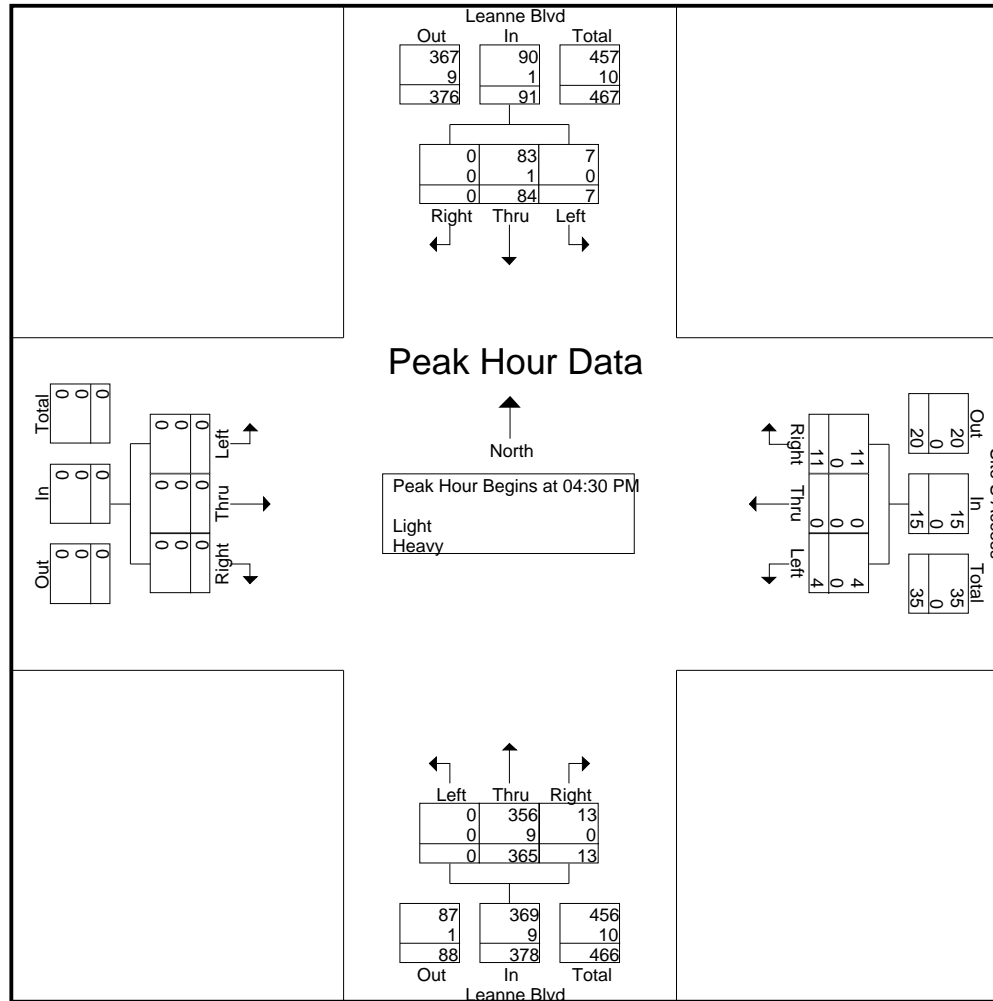 Leanne Blvd
Out In Total
367 90 457
9 1 10
376 91 467
0 83 7
0 1 0
0 84 7
Right Thru Left
Peak Hour Data
North
Peak Hour Begins at 04:30 PM
Light
Heavy
Total
0 0 0
In
0 0 0
Out
0 0 0
Left
0 0 0
Thru
0 0 0
Right
0 0 0
Right
11 0 11
Thru
0 0 0
Left
4 0 4
Out
20 0 20
In
15 0 15
Total
35 0 35
Left Thru Right
0 356 13
0 9 0
0 365 13
87 369 456
1 9 10
88 378 466
Out In Total
Leanne Blvd